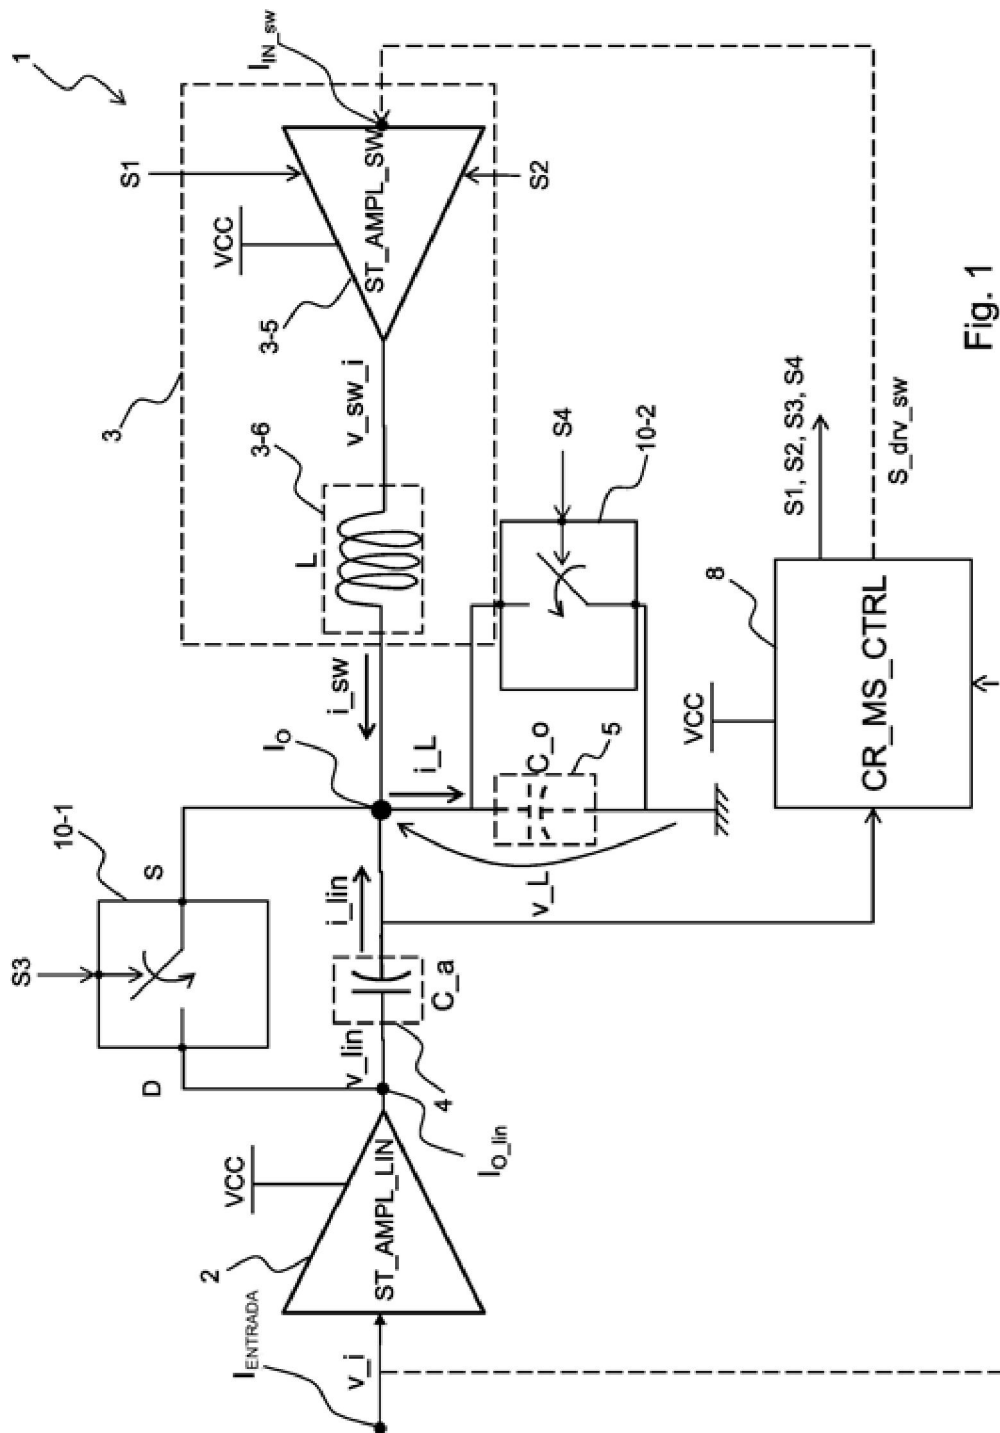 1
3
S1
I_IN_sw
VCC
ST_AMPL_SW
3-5
S2
v_sw_i
3-6
L
i_sw
S4
10-2
I_O
i_L
C_o
5
v_L
10-1
S
S3
D
i_lin
C_a
v_lin
4
I_O_lin
VCC
2
ST_AMPL_LIN
I_ENTRADA
v_i
VCC
8
CR_MS_CTRL
S1, S2, S3, S4
S_drv_sw
Fig. 1